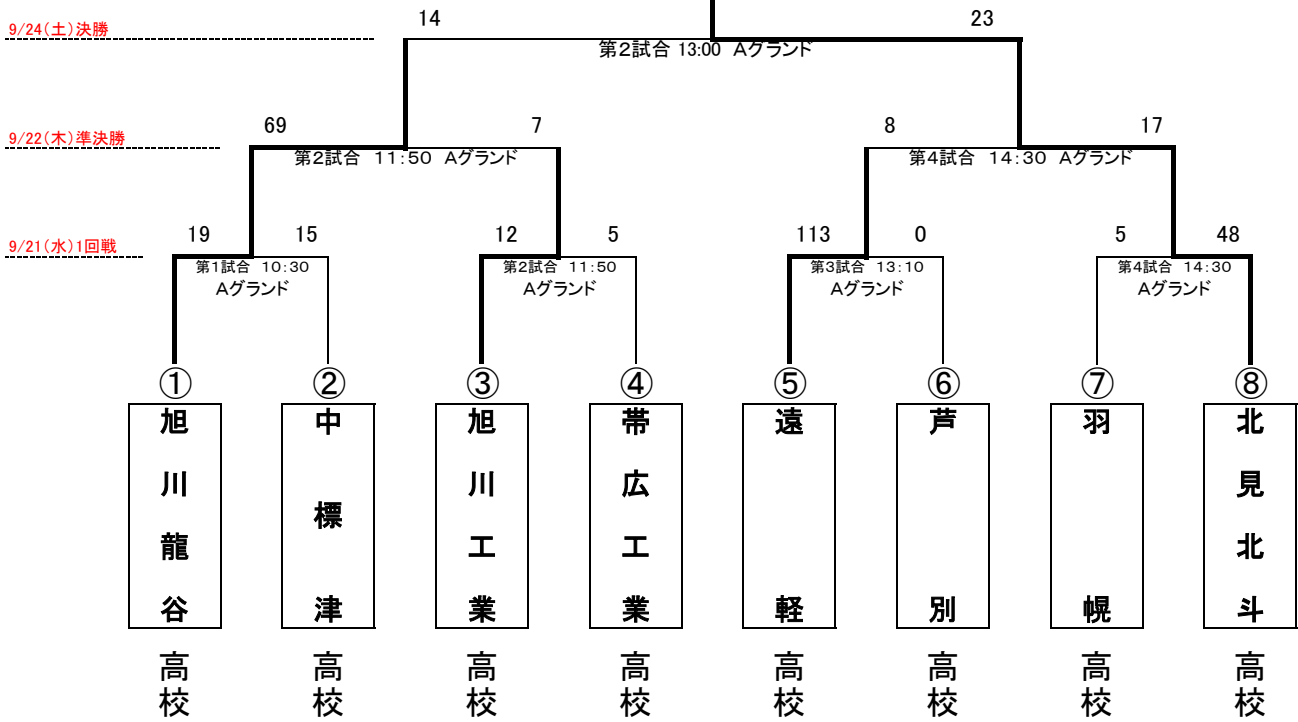 14 23
9/24(土)決勝
第2試合 13:00 Aグランド
69 7 8 17
9/22(木)準決勝
第2試合 11:50 Aグランド
第4試合 14:30 Aグランド
19 15 12 5 113 0 5 48
9/21(水)1回戦
第1試合 10:30
Aグランド
第2試合 11:50
Aグランド
第3試合 13:10
Aグランド
第4試合 14:30
Aグランド
① ② ③ ④ ⑤ ⑥ ⑦ ⑧
旭川龍谷
高校
中標津
高校
旭川工業
高校
帯広工業
高校
遠軽
高校
芦別
高校
羽幌
高校
北見北斗
高校